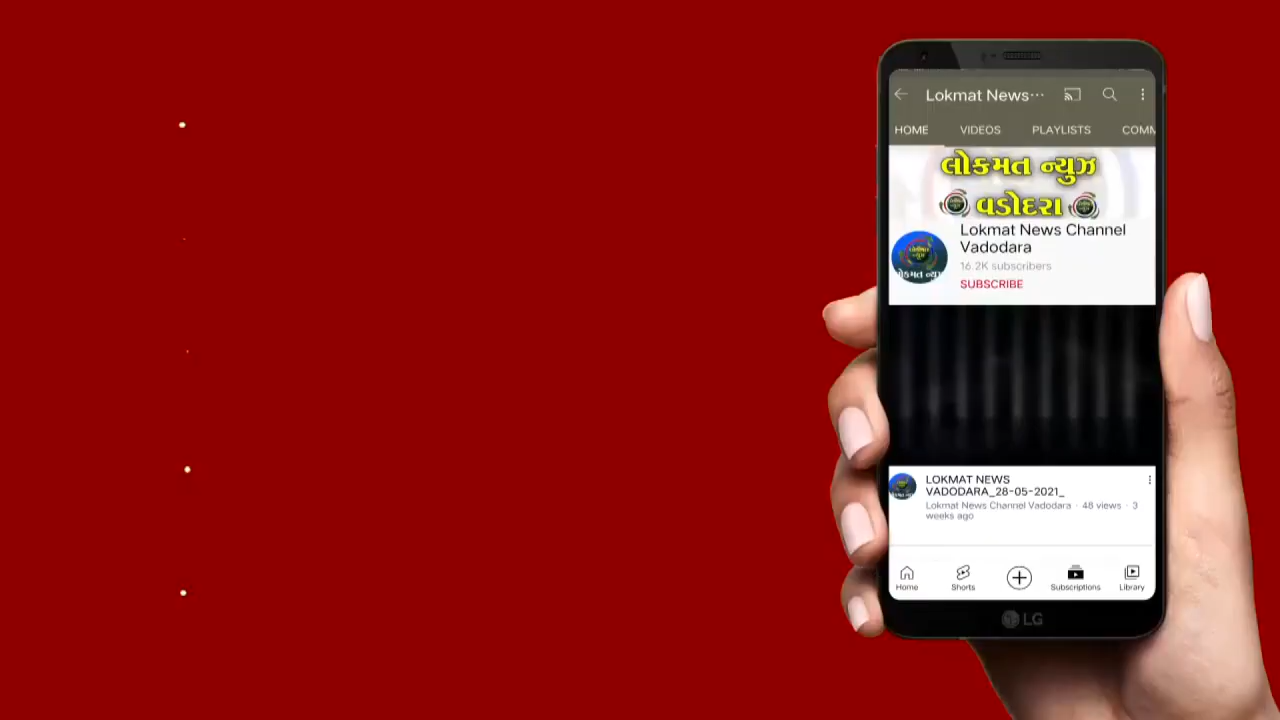 Lokmat News...
HOME VIDEOS PLAYLISTS COMM
લોકમત ન્યુઝ
વડોદરા
Lokmat News Channel
Vadodara
16.2K subscribers
SUBSCRIBE
લોકમત ન્યુઝ
LOKMAT NEWS
VADODARA_28-05-2021_
Lokmat News Channel Vadodara · 48 views · 3
weeks ago
Home Shorts Subscriptions Library
LG